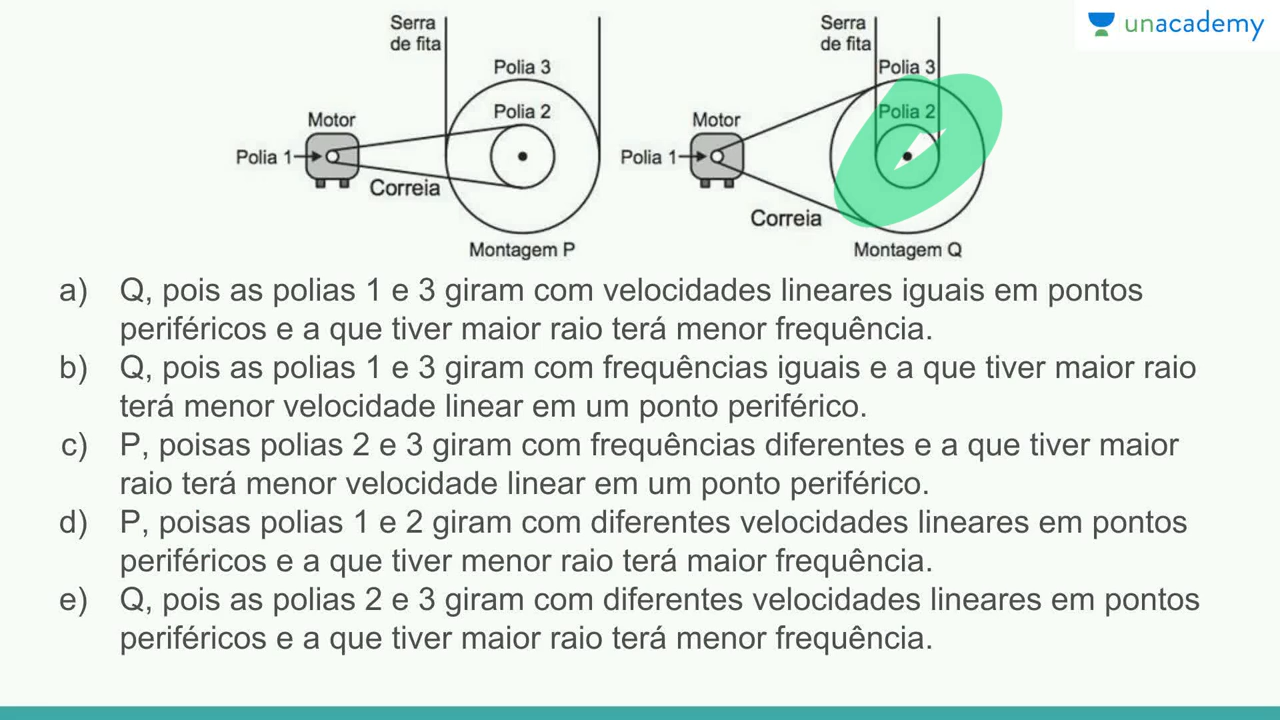 unacademy
Serra
de fita
Polia 3
Polia 2
Motor
Polia 1
Correia
Montagem P
Serra
de fita
Polia 3
Polia 2
Motor
Polia 1
Correia
Montagem Q
a) Q, pois as polias 1 e 3 giram com velocidades lineares iguais em pontos
periféricos e a que tiver maior raio terá menor frequência.
b) Q, pois as polias 1 e 3 giram com frequências iguais e a que tiver maior raio
terá menor velocidade linear em um ponto periférico.
c) P, poisas polias 2 e 3 giram com frequências diferentes e a que tiver maior
raio terá menor velocidade linear em um ponto periférico.
d) P, poisas polias 1 e 2 giram com diferentes velocidades lineares em pontos
periféricos e a que tiver menor raio terá maior frequência.
e) Q, pois as polias 2 e 3 giram com diferentes velocidades lineares em pontos
periféricos e a que tiver maior raio terá menor frequência.